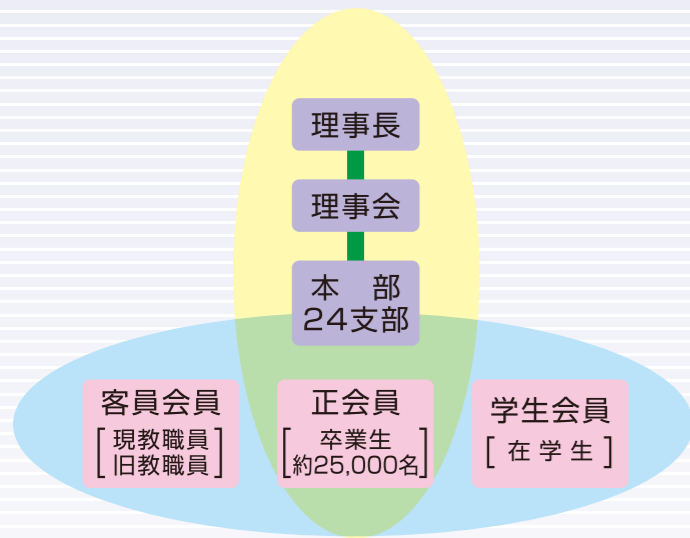 理事長
理事会
本　部
24支部
客員会員
[現教職員
旧教職員]
正会員
[卒業生
約25,000名]
学生会員
[在学生]